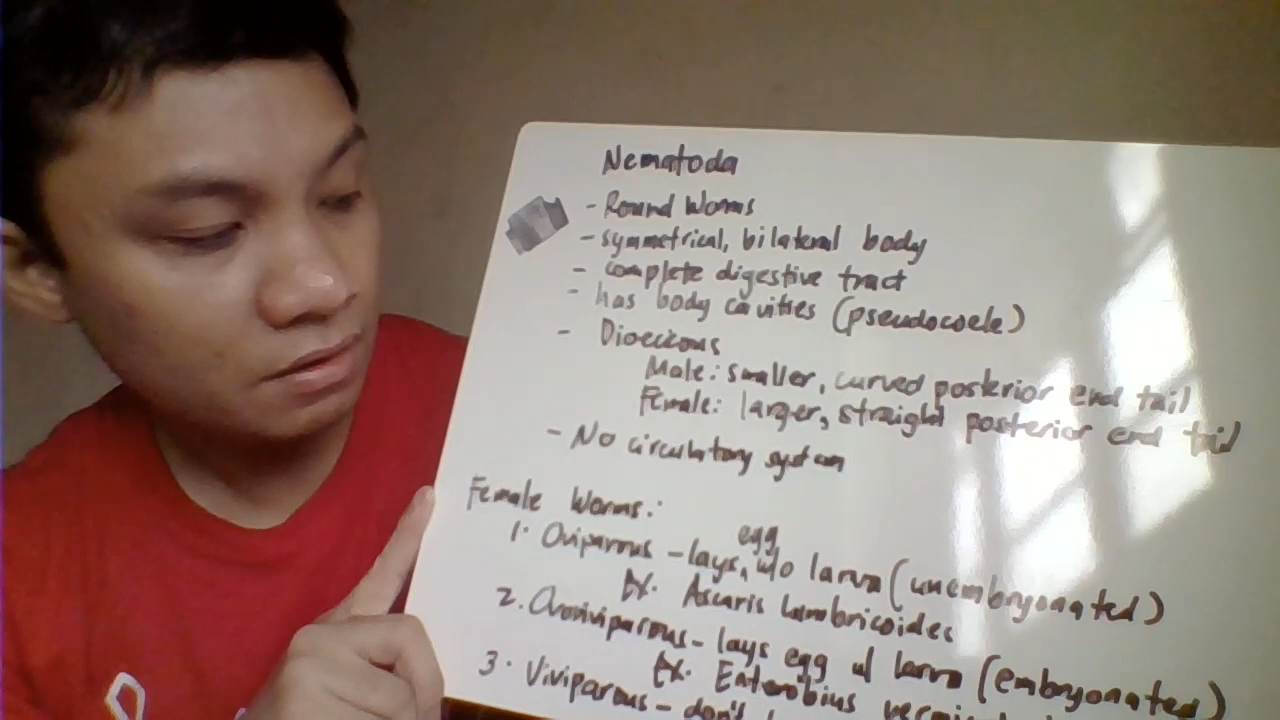 Nematoda
- Round Worms
- symmetrical, bilateral body
- complete digestive tract
- has body cavities (pseudocoele)
- Dioecious
Male: smaller, curved posterior end tail
Female: larger, straight posterior end tail
- No circulatory system
Female Worms:
egg
1. Oviparous - lays, w/o larva (unembryonated)
Ex. Ascaris lumbricoides
2. Ovoviviparous - lays egg w/ larva (embryonated)
Ex. Enterobius
3. Viviparous - don't